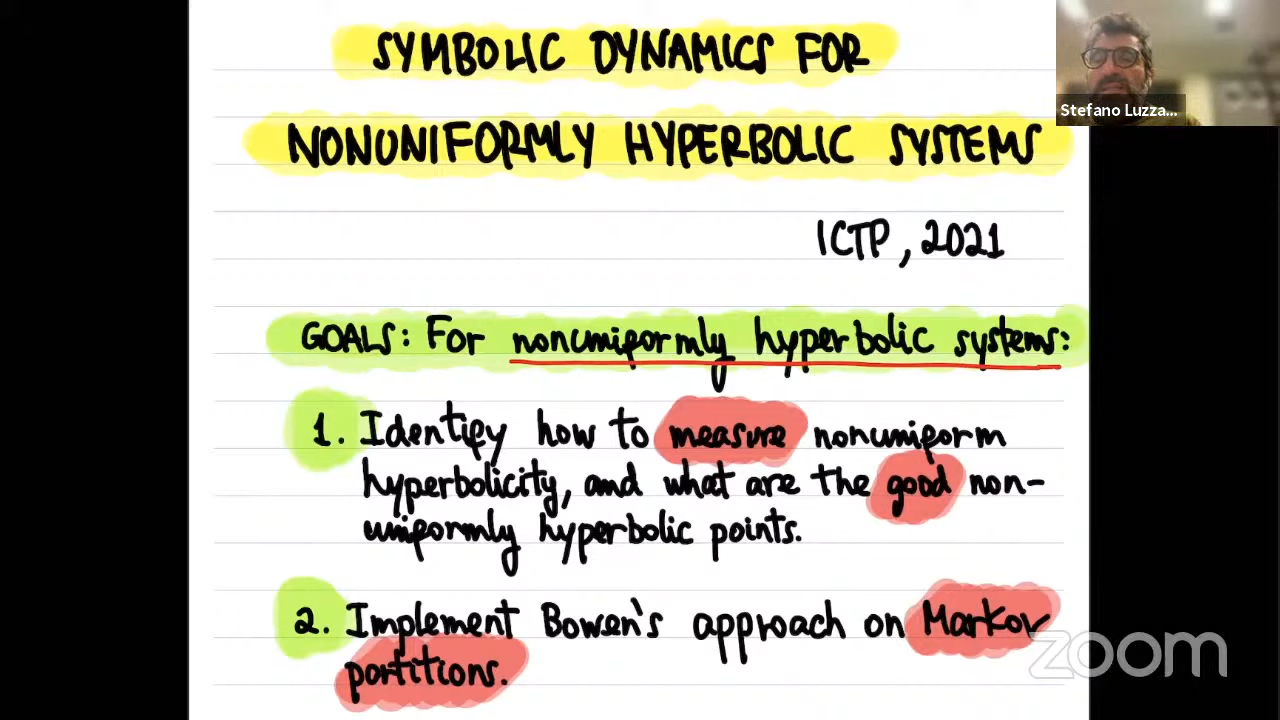 SYMBOLIC DYNAMICS FOR
NONUNIFORMLY HYPERBOLIC SYSTEMS
Stefano Luzza...
ICTP, 2021
GOALS: For nonuniformly hyperbolic systems:
1. Identify how to measure nonuniform
hyperbolicity, and what are the good non-
uniformly hyperbolic points.
2. Implement Bowen's approach on Markov
partitions.
zoom